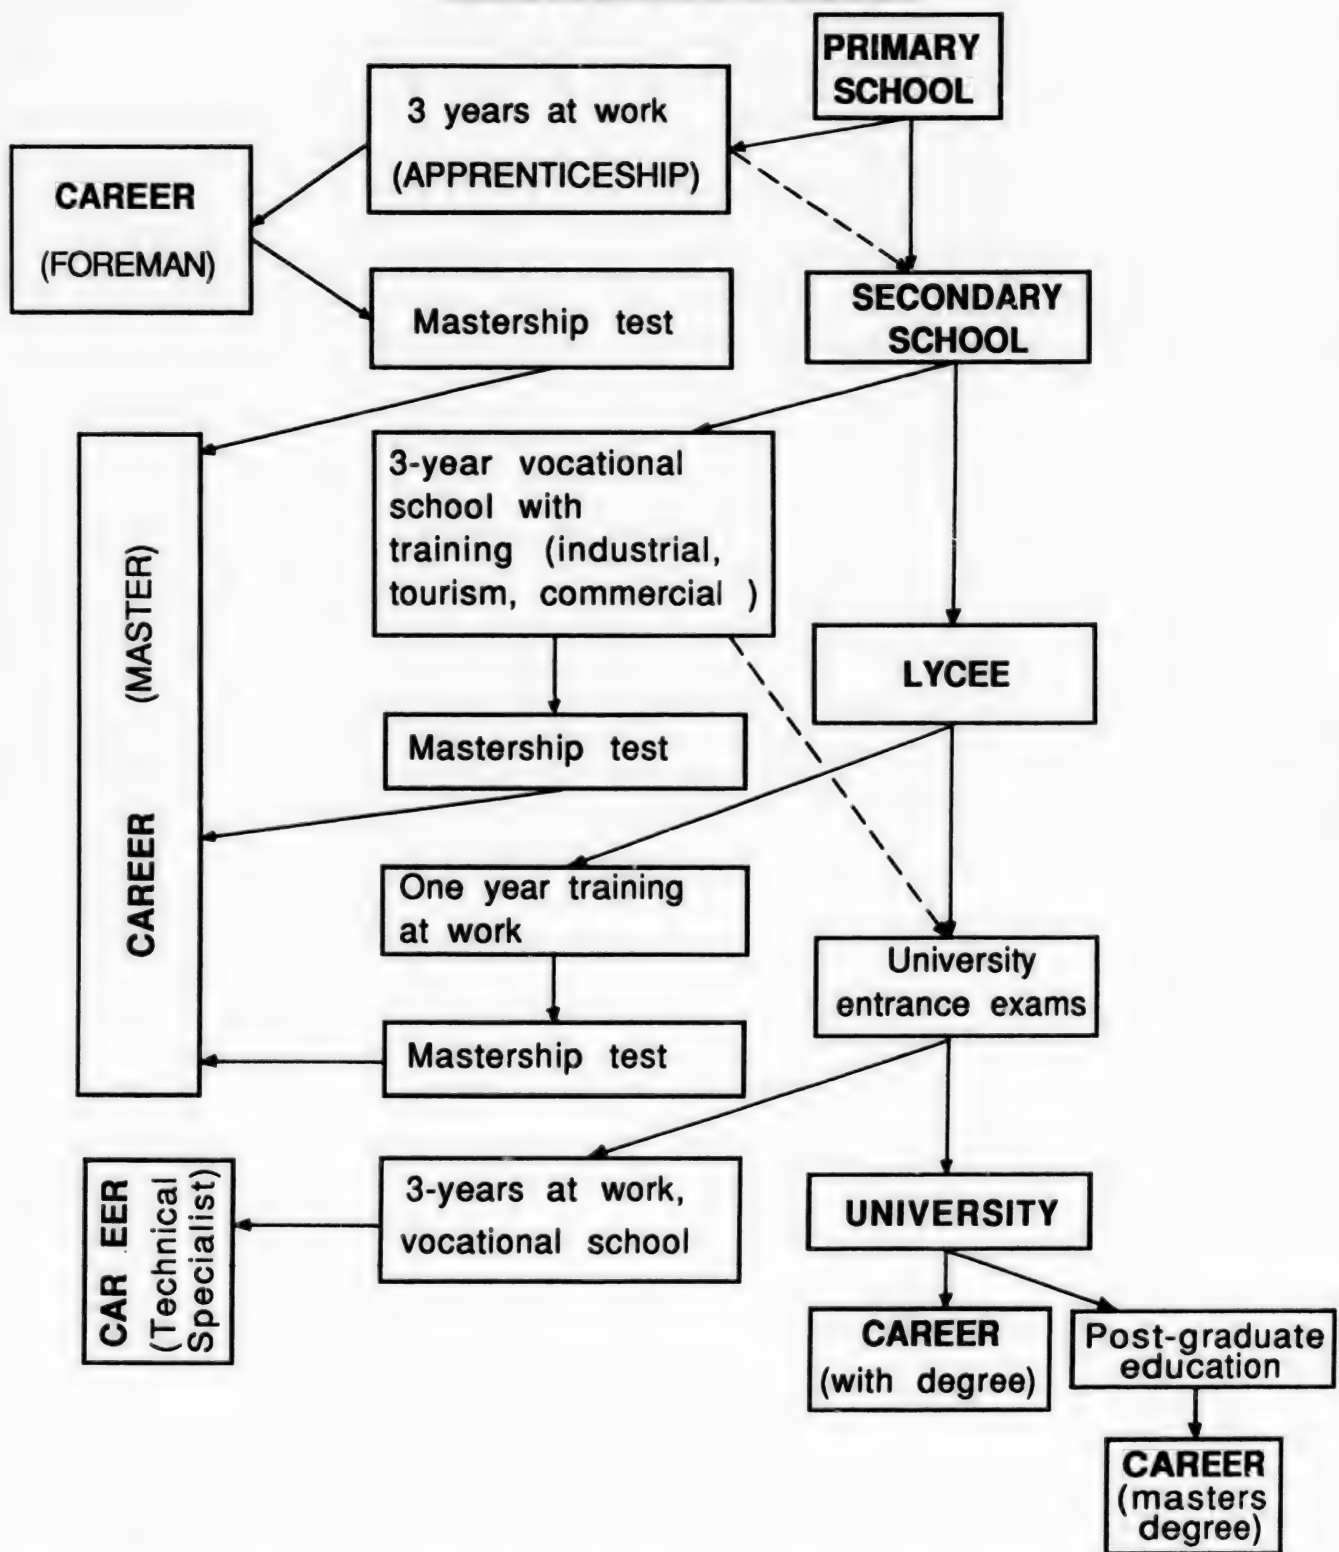 PRIMARY
SCHOOL
3 years at work
(APPRENTICESHIP)
CAREER
(FOREMAN)
Mastership test
SECONDARY
SCHOOL
3-year vocational
school with
training (industrial,
tourism, commercial )
CAREER (MASTER)
LYCEE
Mastership test
One year training
at work
University
entrance exams
Mastership test
3-years at work,
vocational school
CAR EER
(Technical
Specialist)
UNIVERSITY
CAREER
(with degree)
Post-graduate
education
CAREER
(masters
degree)